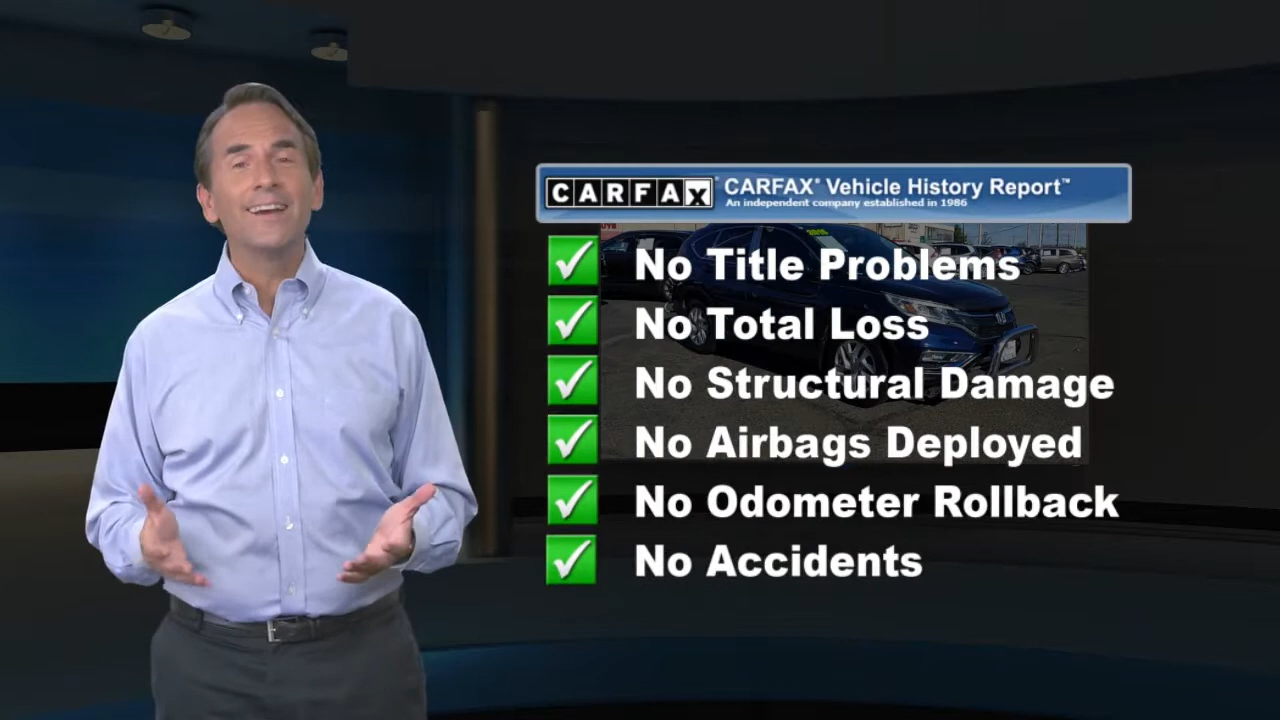 CARFAX
CARFAX® Vehicle History Report™
An independent company established in 1986
No Title Problems
No Total Loss
No Structural Damage
No Airbags Deployed
No Odometer Rollback
No Accidents